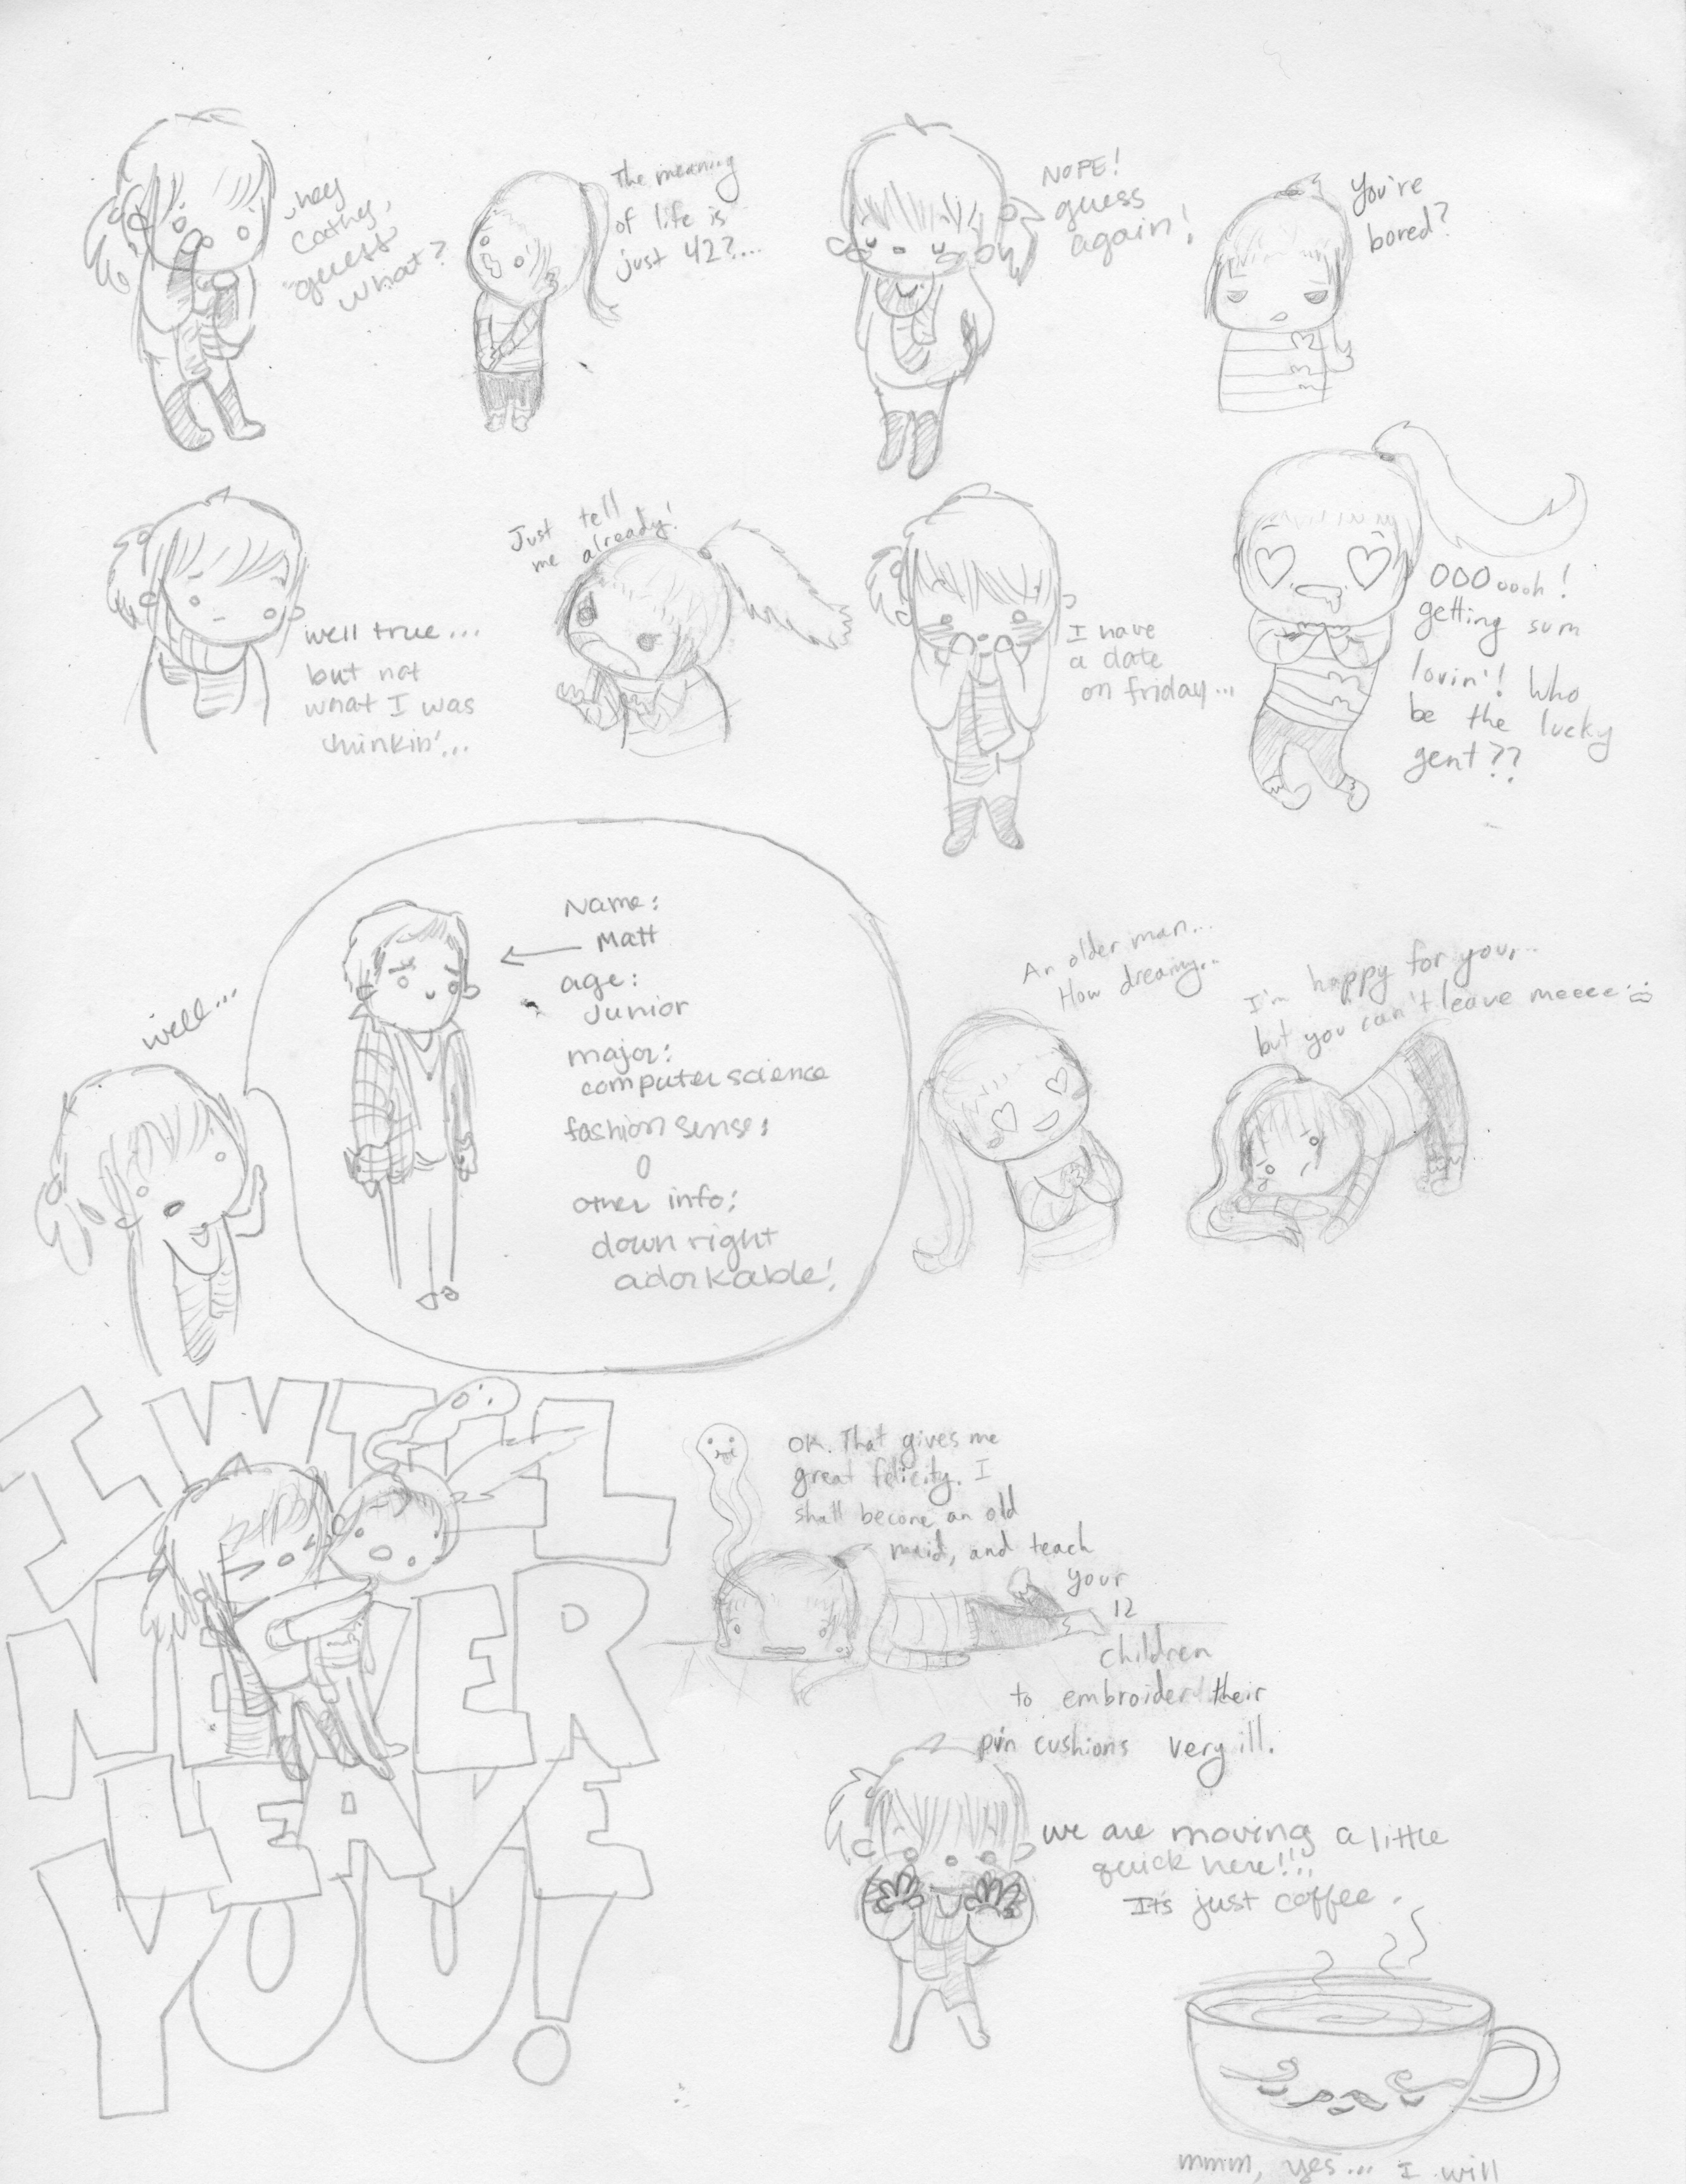 hey
Cathy,
guess
what?
The meaning
of life is
just 42?...
NOPE!
guess
again!
You're
bored?
well true...
but not
what I was
thinkin'...
Just tell
me already!
I have
a date
on friday...
OOOoooh!
getting sum
lovin'! Who
be the lucky
gent??
well...
Name:
Matt
age:
Junior
major:
computer science
fashion sense:
0
other info:
down right
adorkable!
An older man...
How dreamy...
I'm happy for you,...
but you can't leave meeee
I WILL
NEVER
LEAVE
YOU!
OK. That gives me
great felicity. I
shall become an old
maid, and teach
your
12
children
to embroider their
pin cushions very ill.
we are moving a little
quick here!!!
It's just coffee.
mmm, yes... I will